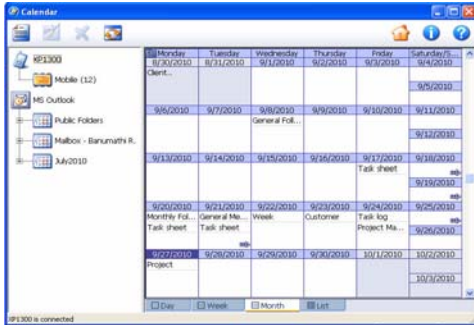 Calendar
KP1300
Mobile (12)
MS Outlook
Public Folders
Mailbox - Banumathi R.
July2010
Monday Tuesday Wednesday Thursday Friday Saturday/S...
8/30/2010 8/31/2010 9/1/2010 9/2/2010 9/3/2010 9/4/2010
Client...
9/5/2010
9/6/2010 9/7/2010 9/8/2010 9/9/2010 9/10/2010 9/11/2010
General Foll...
9/12/2010
9/13/2010 9/14/2010 9/15/2010 9/16/2010 9/17/2010 9/18/2010
Task sheet
9/19/2010
9/20/2010 9/21/2010 9/22/2010 9/23/2010 9/24/2010 9/25/2010
Monthly Fol... General Me... Week Customer Task log
Task sheet Task sheet Project Ma... 9/26/2010
9/27/2010 9/28/2010 9/29/2010 9/30/2010 10/1/2010 10/2/2010
Project
10/3/2010
Day Week Month List
KP1300 is connected